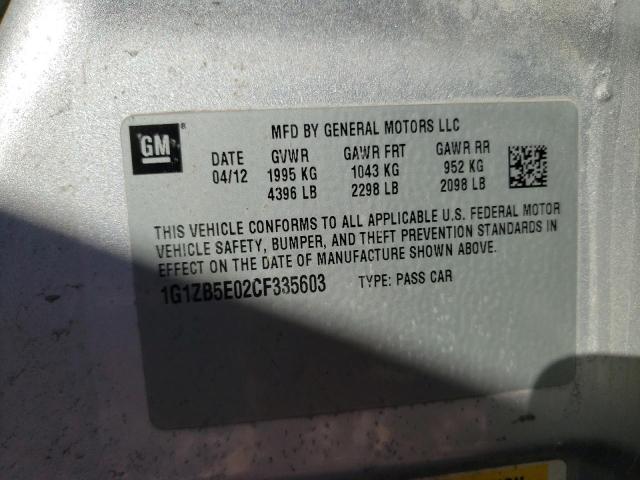 GM
MFD BY GENERAL MOTORS LLC
DATE GVWR GAWR FRT GAWR RR
04/12 1995 KG 1043 KG 952 KG
4396 LB 2298 LB 2098 LB
THIS VEHICLE CONFORMS TO ALL APPLICABLE U.S. FEDERAL MOTOR
VEHICLE SAFETY, BUMPER, AND THEFT PREVENTION STANDARDS IN
EFFECT ON THE DATE OF MANUFACTURE SHOWN ABOVE.
1G1ZB5E02CF335603 TYPE: PASS CAR